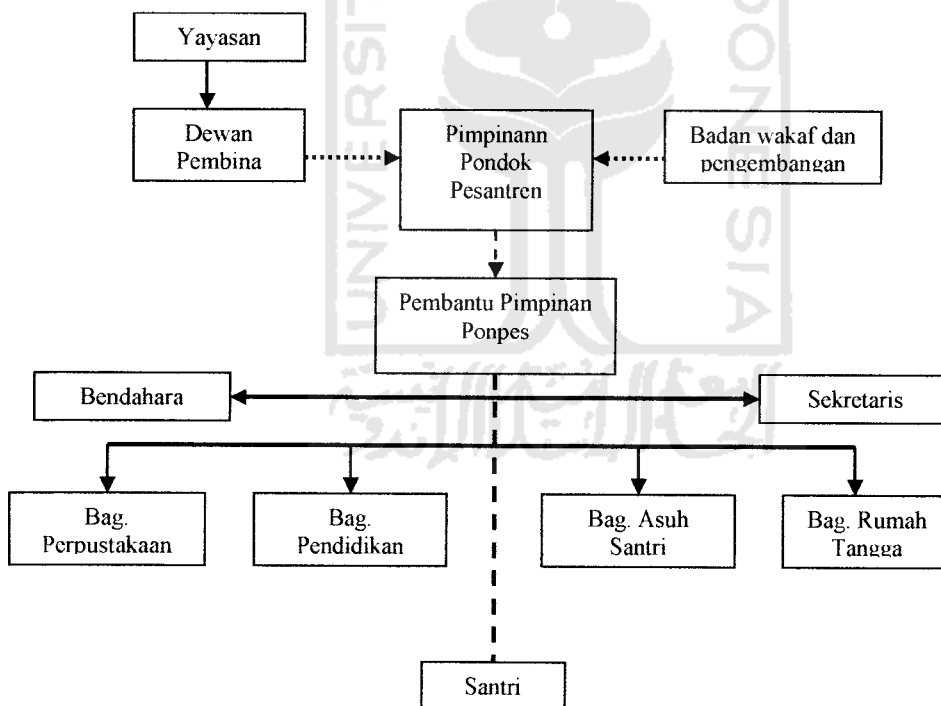 Yayasan
Dewan
Pembina
Pimpinann
Pondok
Pesantren
Badan wakaf dan
pengembangan
Pembantu Pimpinan
Ponpes
Bendahara
Sekretaris
Bag.
Perpustakaan
Bag.
Pendidikan
Bag. Asuh
Santri
Bag. Rumah
Tangga
Santri